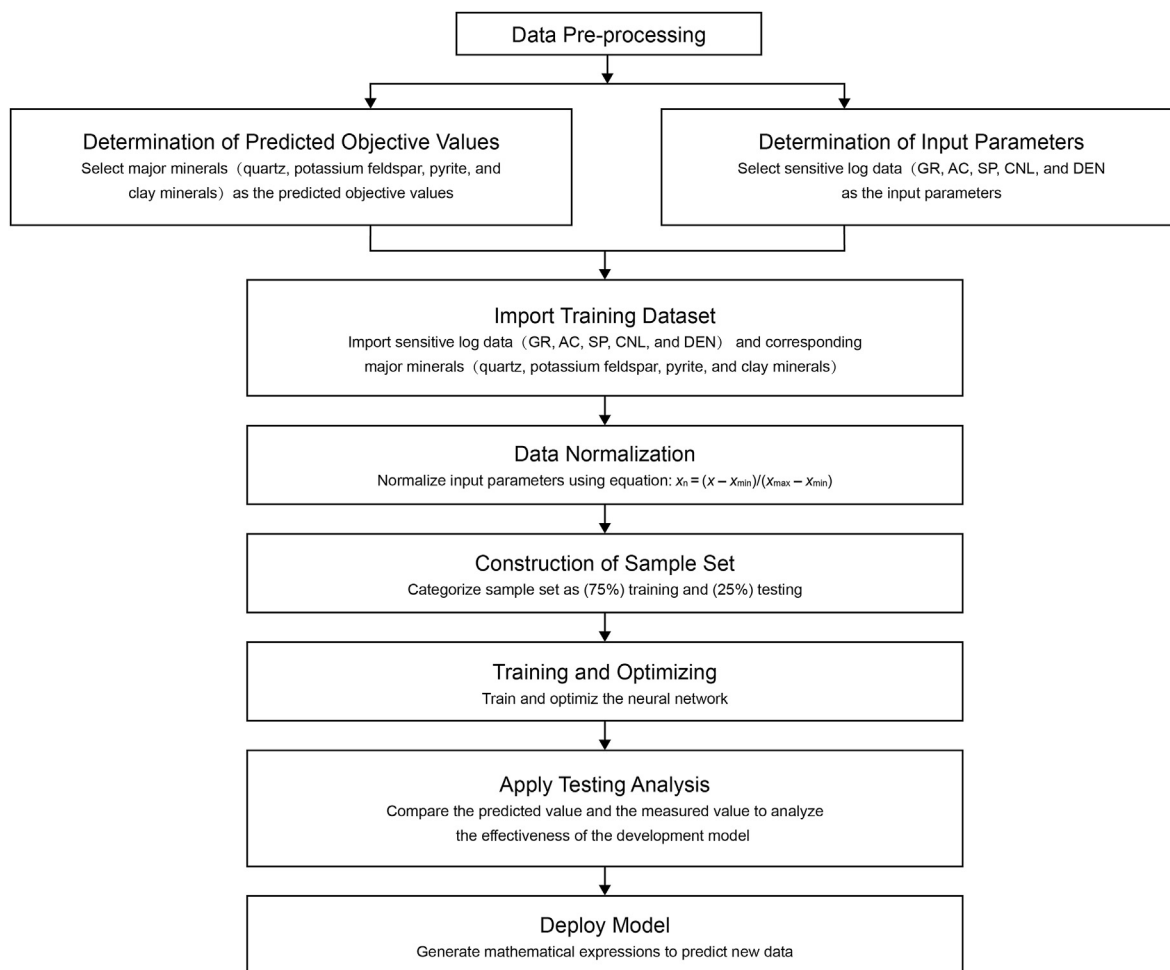 Data Pre-processing
Determination of Predicted Objective Values
Select major minerals（quartz, potassium feldspar, pyrite, and
clay minerals）as the predicted objective values
Determination of Input Parameters
Select sensitive log data（GR, AC, SP, CNL, and DEN
as the input parameters
Import Training Dataset
Import sensitive log data（GR, AC, SP, CNL, and DEN） and corresponding
major minerals（quartz, potassium feldspar, pyrite, and clay minerals）
Data Normalization
Normalize input parameters using equation: xn = (x – xmin)/(xmax – xmin)
Construction of Sample Set
Categorize sample set as (75%) training and (25%) testing
Training and Optimizing
Train and optimiz the neural network
Apply Testing Analysis
Compare the predicted value and the measured value to analyze
the effectiveness of the development model
Deploy Model
Generate mathematical expressions to predict new data